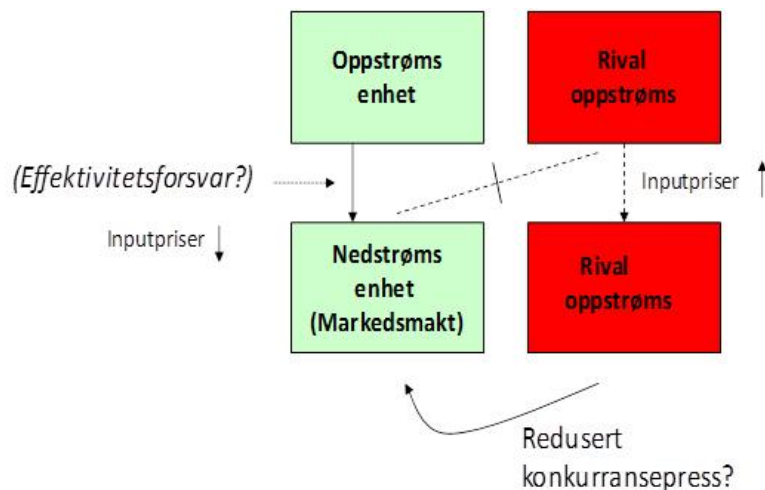 Oppstrøms
enhet
Rival
oppstrøms
(Effektivitetsforsvar?)
Inputpriser
Inputpriser
Nedstrøms
enhet
(Markedsmakt)
Rival
oppstrøms
Redusert
konkurransepress?